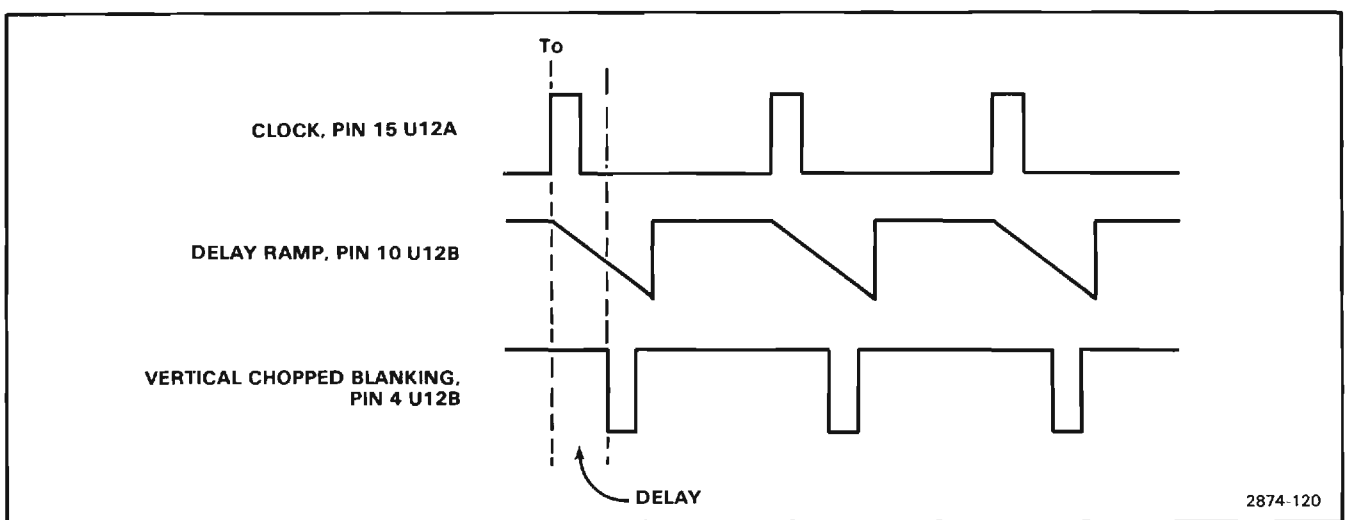 To
CLOCK, PIN 15 U12A
DELAY RAMP, PIN 10 U12B
VERTICAL CHOPPED BLANKING,
PIN 4 U12B
DELAY
2874-120